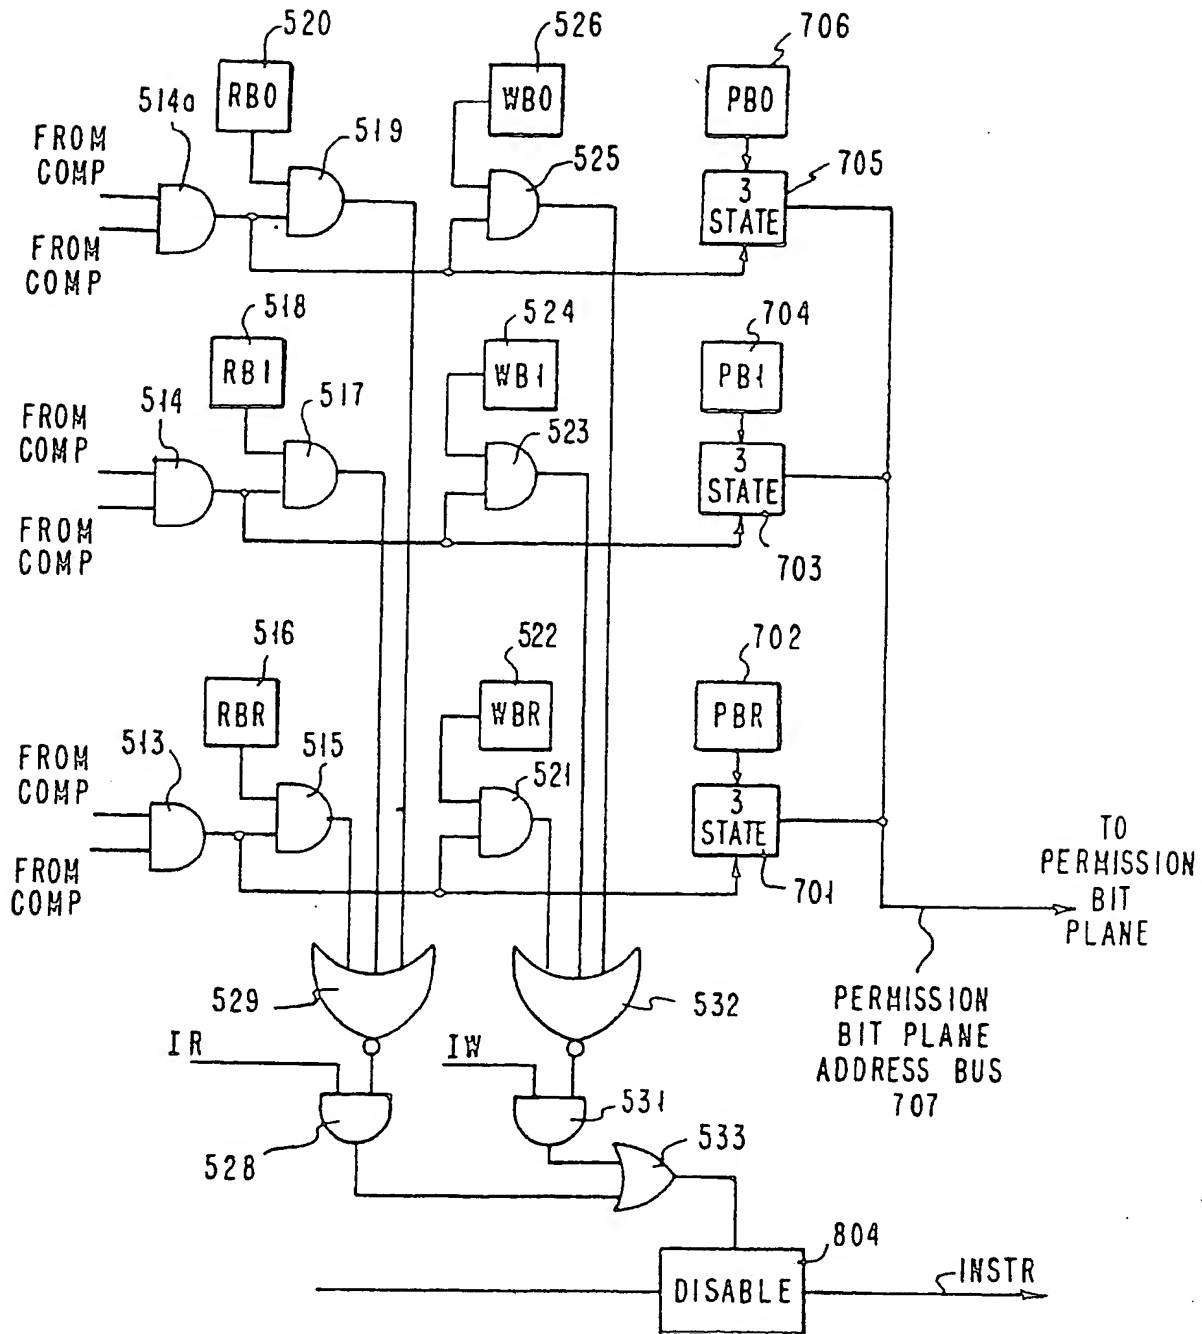 520
526
706
RB0
WB0
PB0
514a
519
525
705
FROM
COMP
3
STATE
FROM
COMP
518
524
704
RB1
WB1
PB1
514
517
523
FROM
COMP
3
STATE
FROM
COMP
703
516
522
702
RBR
WBR
PBR
513
515
521
FROM
COMP
3
STATE
FROM
COMP
701
TO
PERMISSION
BIT
PLANE
529
532
PERMISSION
BIT PLANE
ADDRESS BUS
707
IR
IW
528
531
533
804
DISABLE
INSTR